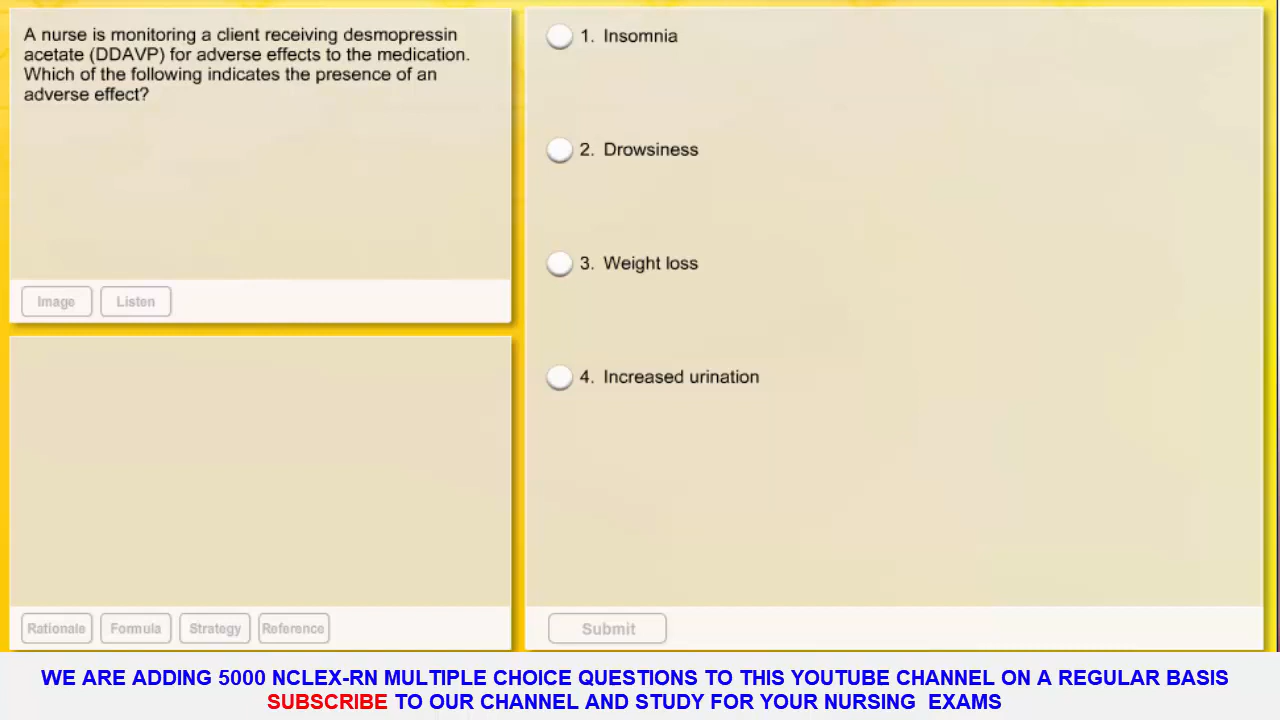 A nurse is monitoring a client receiving desmopressin
acetate (DDAVP) for adverse effects to the medication.
Which of the following indicates the presence of an
adverse effect?
Image
Listen
1. Insomnia
2. Drowsiness
3. Weight loss
4. Increased urination
Rationale
Formula
Strategy
Reference
Submit
WE ARE ADDING 5000 NCLEX-RN MULTIPLE CHOICE QUESTIONS TO THIS YOUTUBE CHANNEL ON A REGULAR BASIS
SUBSCRIBE TO OUR CHANNEL AND STUDY FOR YOUR NURSING EXAMS